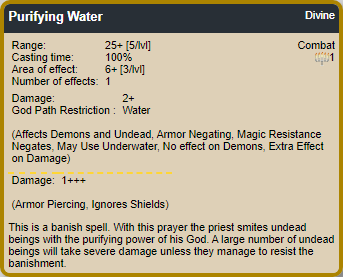 Purifying Water Divine
Range: 25+ [5/lvl] Combat
Casting time: 100% 1
Area of effect: 6+ [3/lvl]
Number of effects: 1
Damage: 2+
God Path Restriction : Water
(Affects Demons and Undead, Armor Negating, Magic Resistance
Negates, May Use Underwater, No effect on Demons, Extra Effect
on Damage)
Damage: 1+++
(Armor Piercing, Ignores Shields)
This is a banish spell. With this prayer the priest smites undead
beings with the purifying power of his God. A large number of undead
beings will take severe damage unless they manage to resist the
banishment.